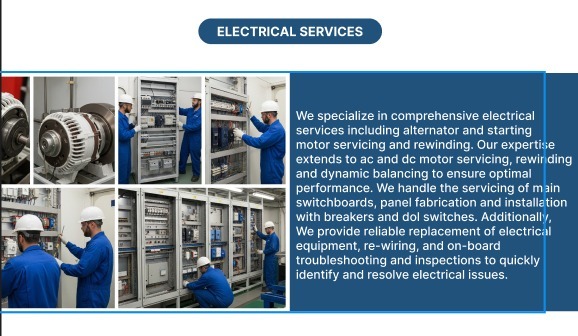 ELECTRICAL SERVICES
We specialize in comprehensive electrical
services including alternator and starting
motor servicing and rewinding. Our expertise
extends to ac and dc motor servicing, rewinding
and dynamic balancing to ensure optimal
performance. We handle the servicing of main
switchboards, panel fabrication and installation
with breakers and dol switches. Additionally,
We provide reliable replacement of electrical
equipment, re-wiring, and on-board
troubleshooting and inspections to quickly
identify and resolve electrical issues.